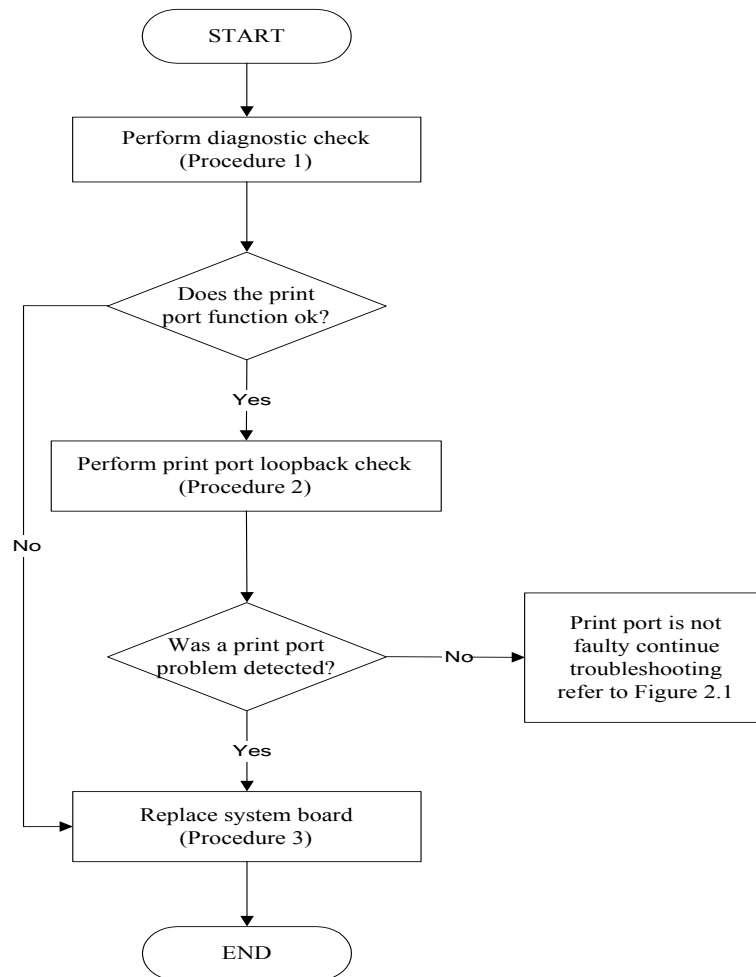 START
Perform diagnostic check
(Procedure 1)
Does the print
port function ok?
Yes
Perform print port loopback check
(Procedure 2)
No
Was a print port
problem detected?
No
Print port is not
faulty continue
troubleshooting
refer to Figure 2.1
Yes
Replace system board
(Procedure 3)
END